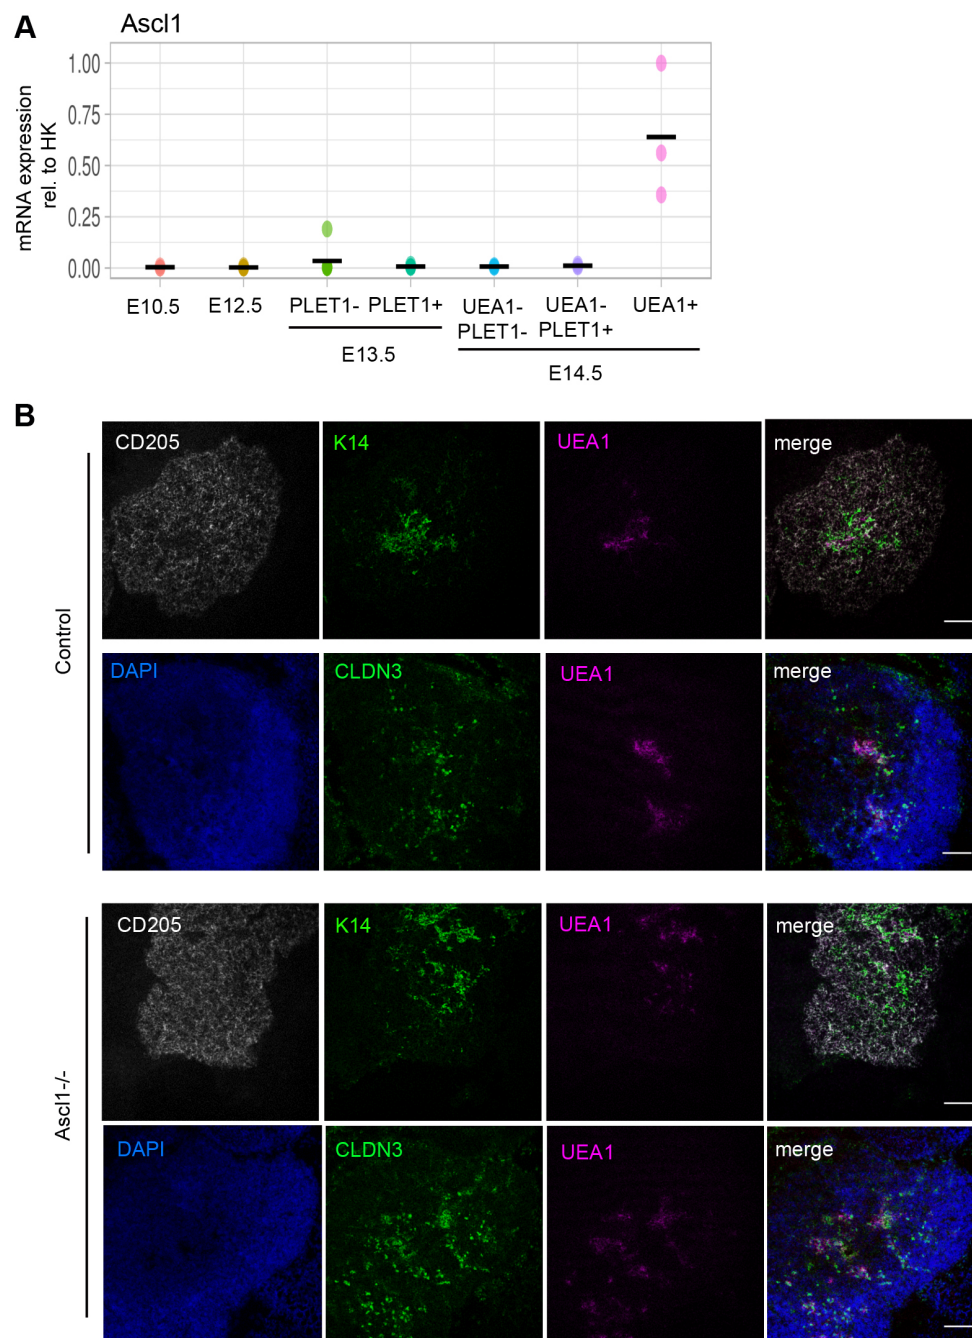 A
Ascl1
mRNA expression
rel. to HK
1.00
0.75
0.50
0.25
0.00
E10.5
E12.5
PLET1-
PLET1+
UEA1-
PLET1-
UEA1-
PLET1+
UEA1+
E13.5
E14.5
B
Control
CD205
K14
UEA1
merge
DAPI
CLDN3
UEA1
merge
Ascl1-/-
CD205
K14
UEA1
merge
DAPI
CLDN3
UEA1
merge